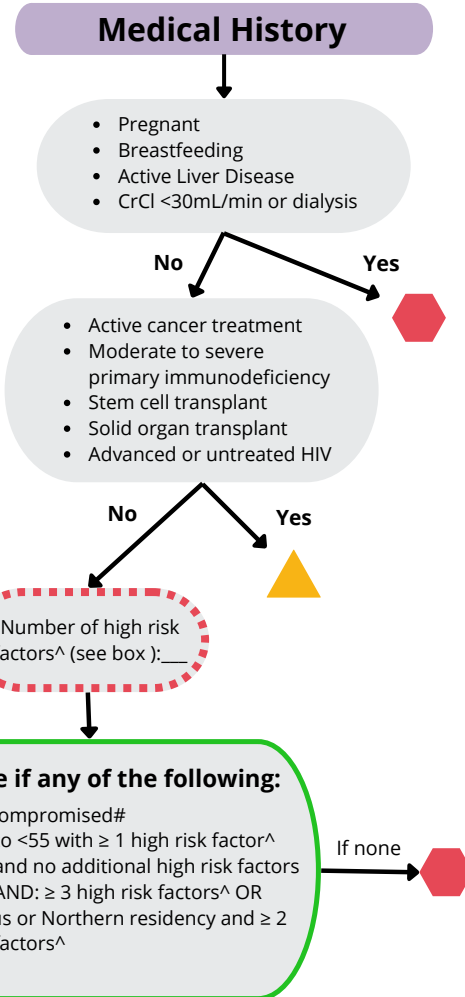 Medical History
• Pregnant
• Breastfeeding
• Active Liver Disease
• CrCl <30mL/min or dialysis
No
Yes
• Active cancer treatment
• Moderate to severe
primary immunodeficiency
• Stem cell transplant
• Solid organ transplant
• Advanced or untreated HIV
No
Yes
Number of high risk
actors^ (see box ):___
e if any of the following:
ompromised#
o <55 with ≥ 1 high risk factor^
and no additional high risk factors
AND: ≥ 3 high risk factors^ OR
us or Northern residency and ≥ 2
actors^
If none